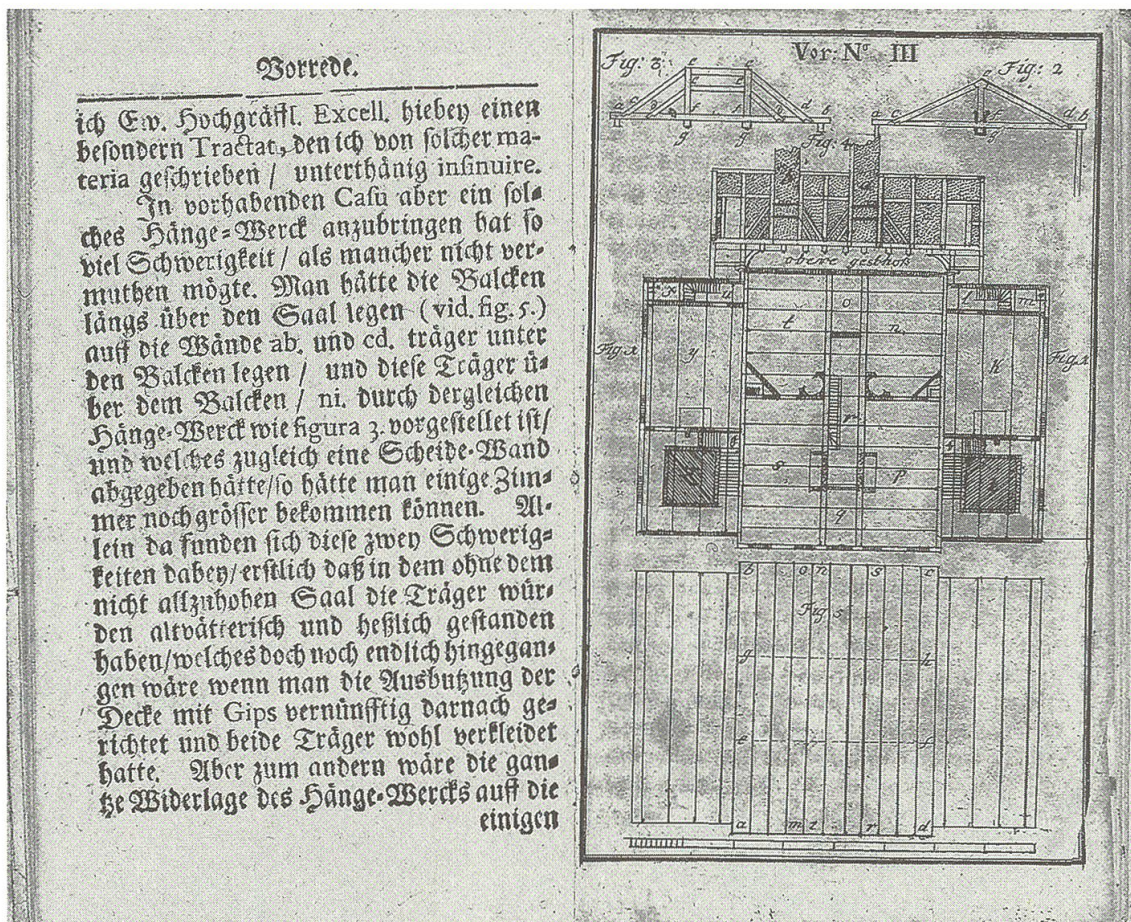 Vorrede.
ich Ew. Hochgräffl. Excell. hiebey einen
besondern Tractat, den ich von solcher ma-
teria geschrieben / unterthänig insinuire.
In vorhabenden Casu aber ein sol-
ches Hänge-Werck anzubringen hat so
viel Schwerigkeit / als mancher nicht ver-
muthen mögte. Man hätte die Balcken
längs über den Saal legen (vid. fig. 5.)
auff die Wände ab. und cd. träger unter
den Balcken legen / und diese Träger ü-
ber dem Balcken / ni. durch dergleichen
Hänge-Werck wie figura 3. vorgestellet ist/
und welches zugleich eine Scheide-Wand
abgegeben hätte/so hätte man einige Zim-
mer noch grösser bekommen können. Al-
lein da funden sich diese zwey Schwerig-
keiten dabey/erstlich daß in dem ohne dem
nicht allzuhohen Saal die Träger wür-
den altvätterisch und heßlich gestanden
haben/welches doch noch endlich hingegan-
gen wäre wenn man die Ausbutzung der
Decke mit Gips vernünfftig darnach ge-
richtet und beide Träger wohl verkleidet
hatte. Aber zum andern wäre die gan-
tze Widerlage des Hänge-Wercks auff die
einigen
Vor: No III
Fig: 3
Fig: 2
a c g e e f f d b
g g
a c e f d b
g
Fig: 4
obere geschoß
o
t n
l m
Fig. 1
y
k
Fig. 1
r
s p
q
b o n s c
Fig 5
g h
e f
a m l r d